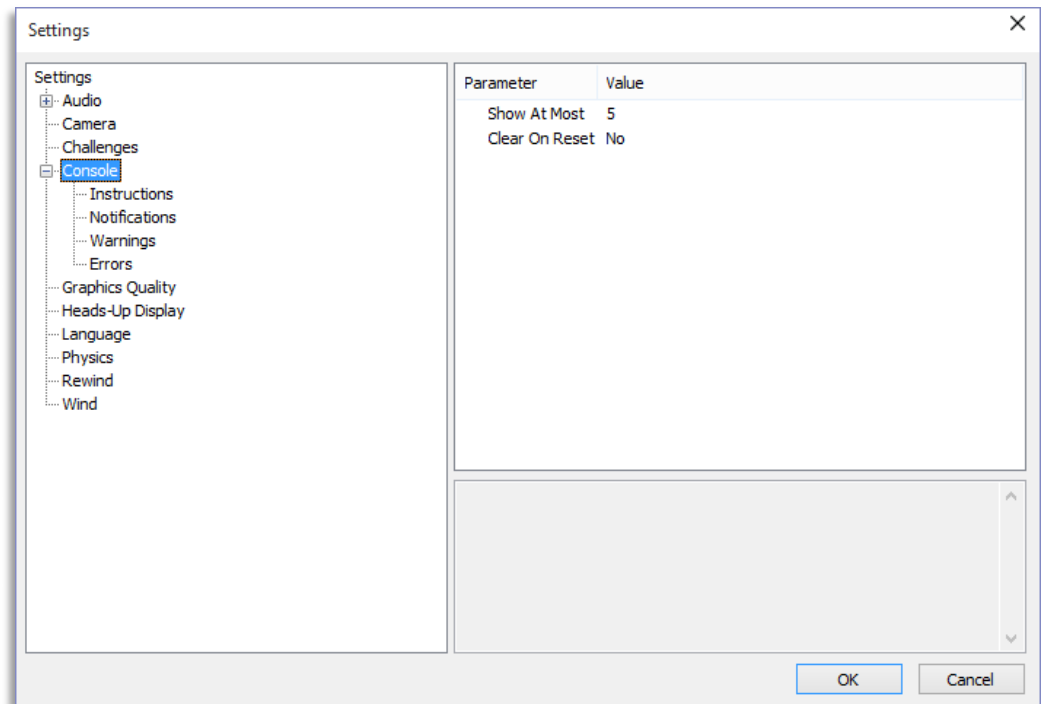 Settings
Settings
Audio
Camera
Challenges
Console
Instructions
Notifications
Warnings
Errors
Graphics Quality
Heads-Up Display
Language
Physics
Rewind
Wind
Parameter Value
Show At Most 5
Clear On Reset No
OK Cancel